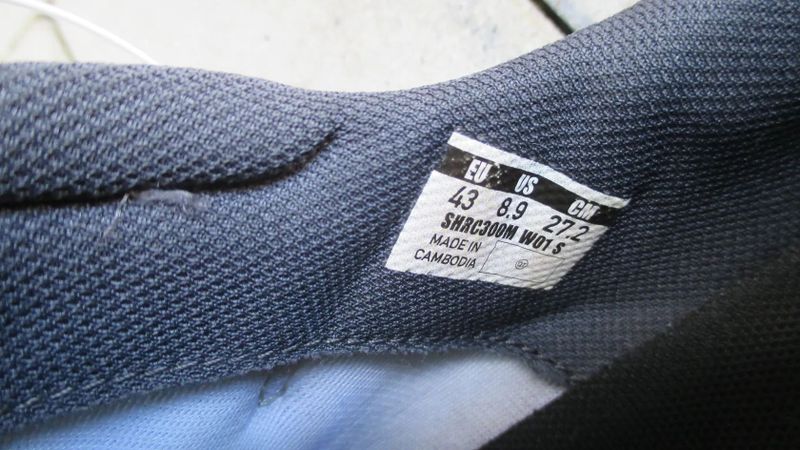 EU US CM
43 8.9 27.2
SHRC300M W01 S
MADE IN
CAMBODIA